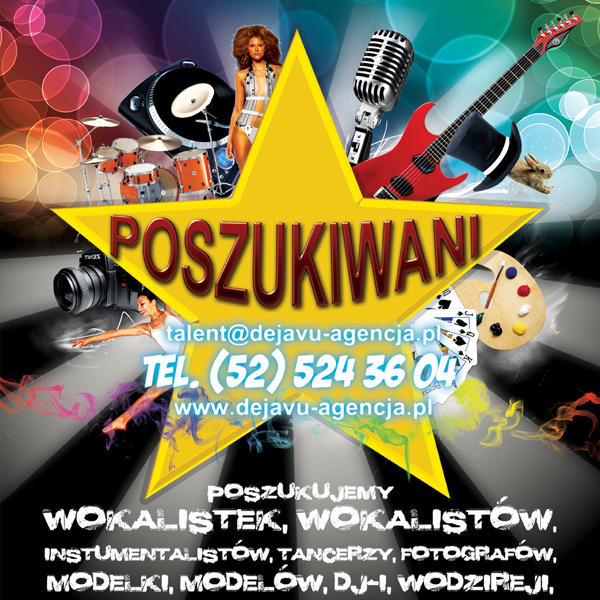 POSZUKIWANI
talent@dejavu-agencja.pl
TEL. (52) 524 36 04
www.dejavu-agencja.pl
POSZUKUJEMY
WOKALISTEK, WOKALISTÓW,
INSTUMENTALISTÓW, TANCERZY, FOTOGRAFÓW,
MODELKI, MODELÓW, DJ-I, WODZIREJI,